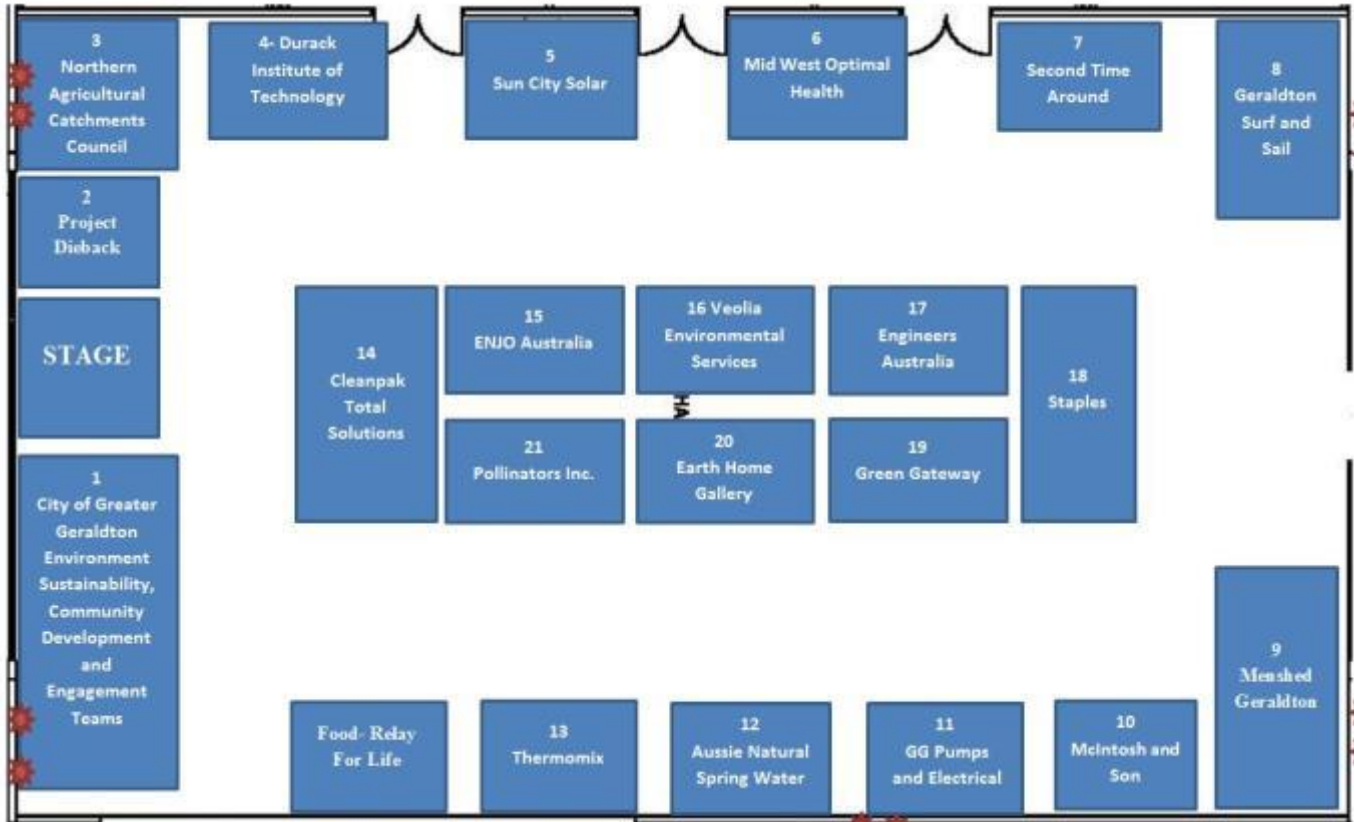 3
Northern
Agricultural
Catchments
Council
4- Durack
Institute of
Technology
5
Sun City Solar
6
Mid West Optimal
Health
7
Second Time
Around
8
Geraldton
Surf and
Sail
2
Project
Dieback
STAGE
14
Cleanpak
Total
Solutions
15
ENJO Australia
16 Veolia
Environmental
Services
17
Engineers
Australia
18
Staples
HA
21
Pollinators Inc.
20
Earth Home
Gallery
19
Green Gateway
1
City of Greater
Geraldton
Environment
Sustainability,
Community
Development
and
Engagement
Teams
9
Menshed
Geraldton
Food- Relay
For Life
13
Thermomix
12
Aussie Natural
Spring Water
11
GG Pumps
and Electrical
10
McIntosh and
Son